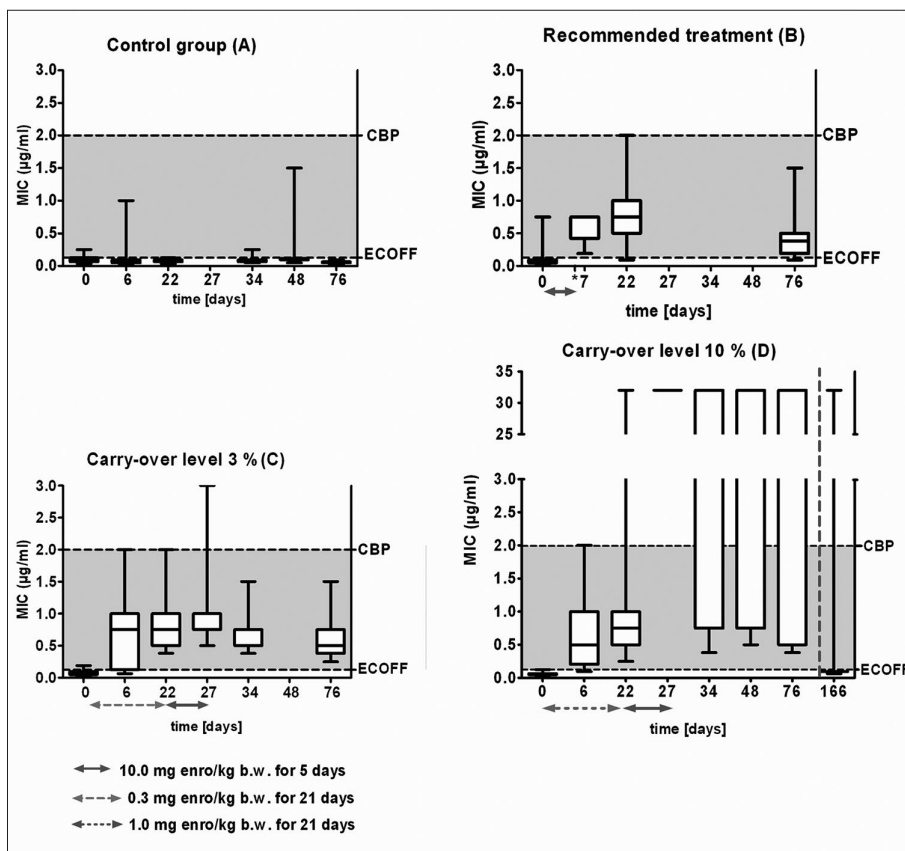 Control group (A)
MIC (µg/ml)
3.0
2.5
2.0
1.5
1.0
0.5
0.0
CBP
ECOFF
0 6 22 27 34 48 76
time [days]
Recommended treatment (B)
MIC (µg/ml)
3.0
2.5
2.0
1.5
1.0
0.5
0.0
CBP
ECOFF
0 *7 22 27 34 48 76
time [days]
Carry-over level 3 % (C)
MIC (µg/ml)
3.0
2.5
2.0
1.5
1.0
0.5
0.0
CBP
ECOFF
0 6 22 27 34 48 76
time [days]
Carry-over level 10 % (D)
MIC (µg/ml)
35
30
25
3.0
2.5
2.0
1.5
1.0
0.5
0.0
CBP
ECOFF
0 6 22 27 34 48 76 166
time [days]
10.0 mg enro/kg b.w. for 5 days
0.3 mg enro/kg b.w. for 21 days
1.0 mg enro/kg b.w. for 21 days